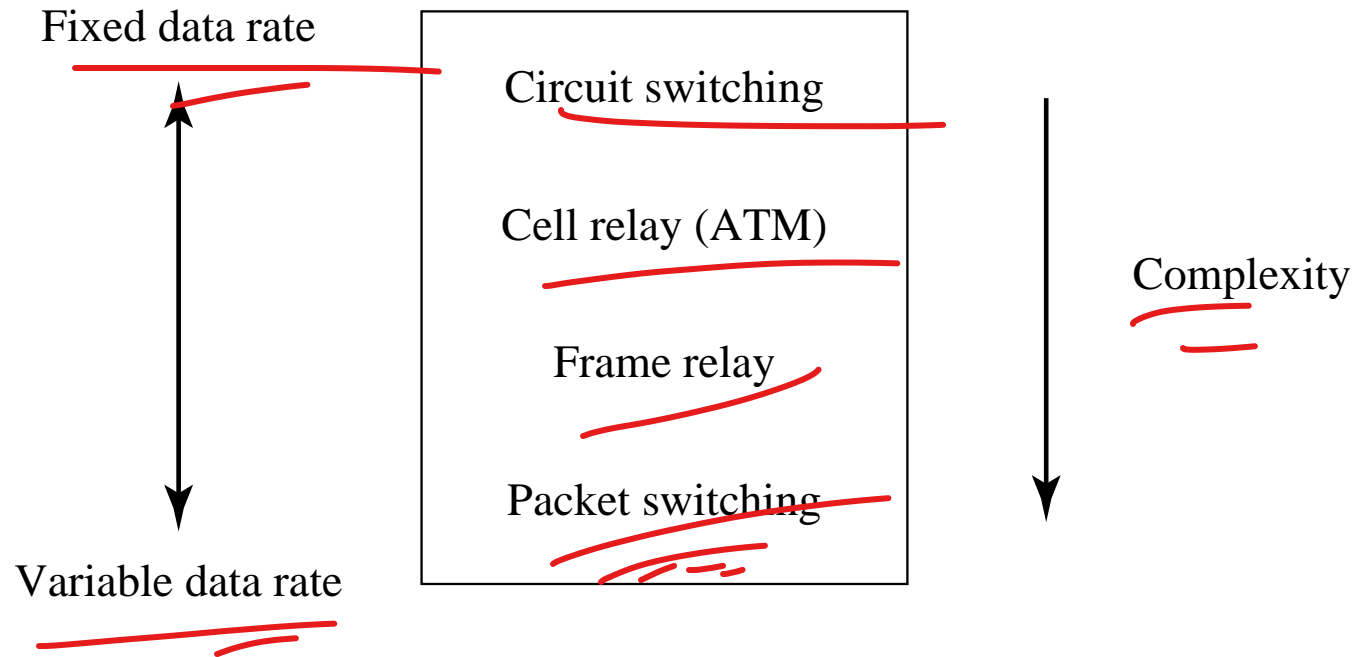 Fixed data rate
Circuit switching
Cell relay (ATM)
Complexity
Frame relay
Packet switching
Variable data rate